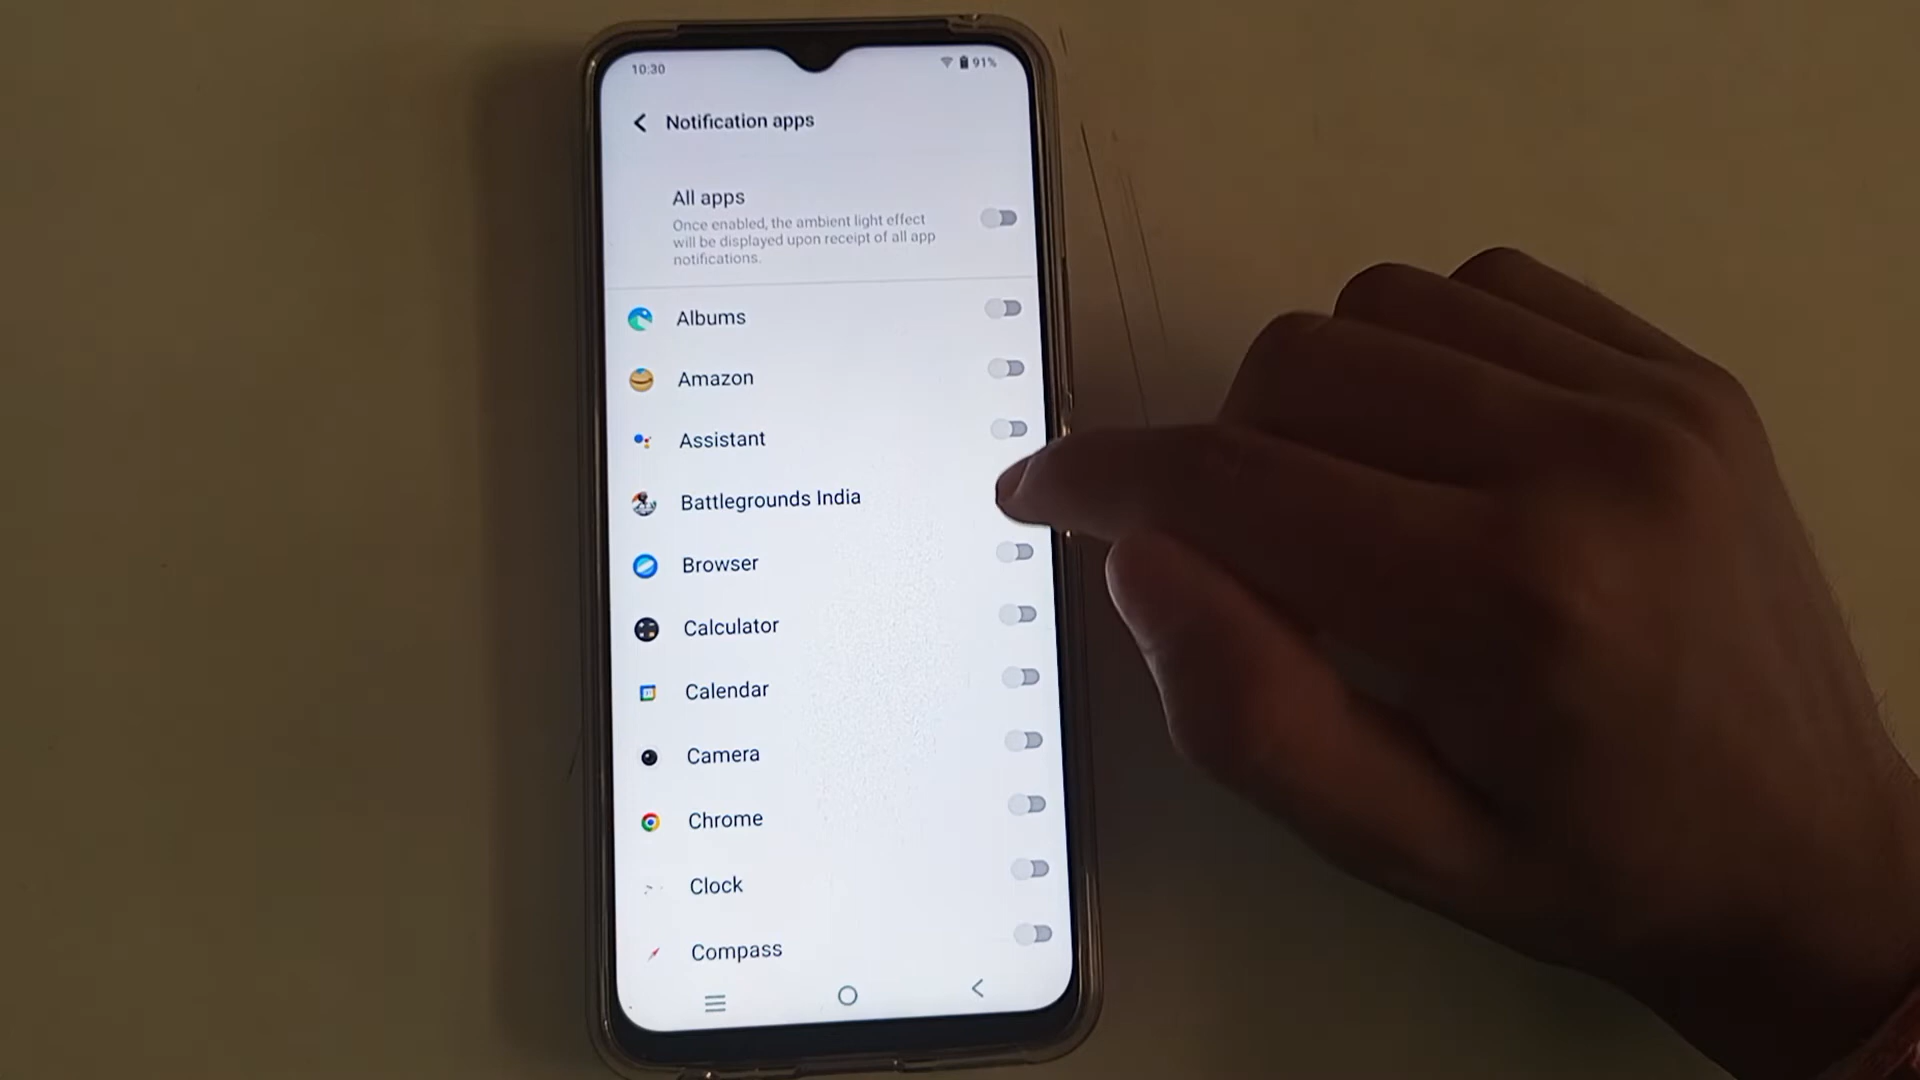 10:30
91%
Notification apps
All apps
Once enabled, the ambient light effect
will be displayed upon receipt of all app
notifications.
Albums
Amazon
Assistant
Battlegrounds India
Browser
Calculator
Calendar
Camera
Chrome
Clock
Compass